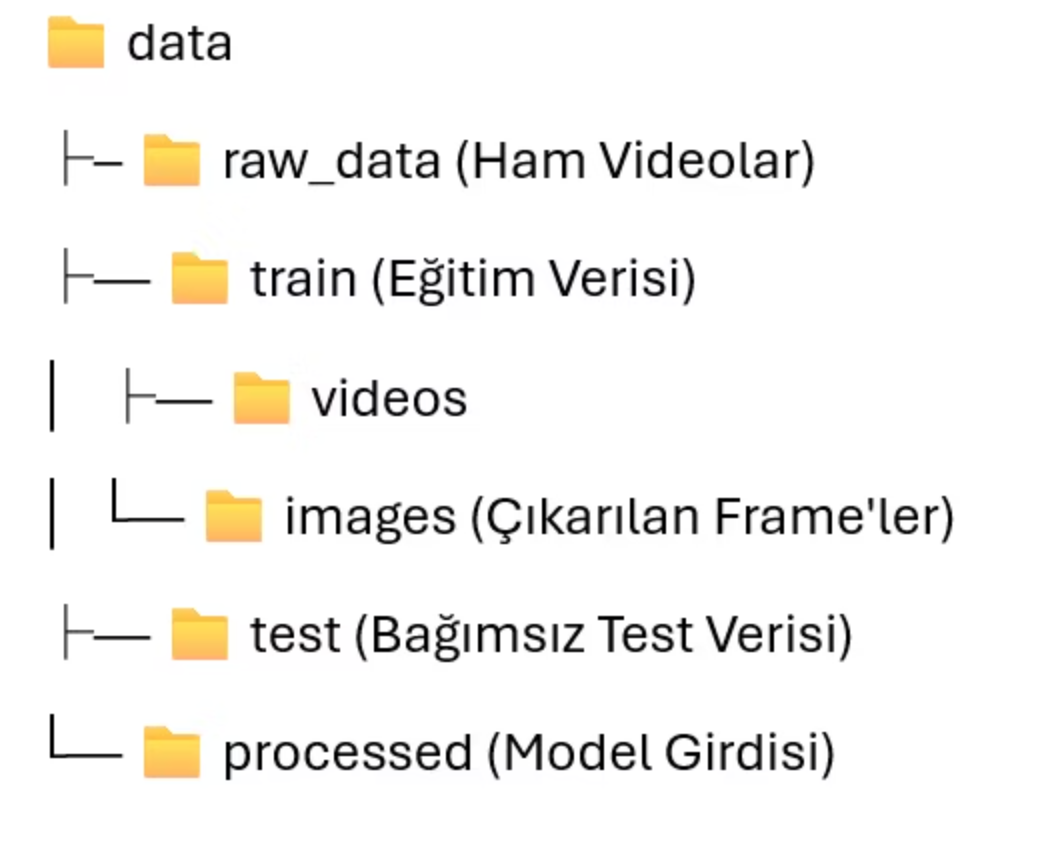 data
├─ raw_data (Ham Videolar)
├── train (Eğitim Verisi)
│ ├── videos
│ └── images (Çıkarılan Frame'ler)
├── test (Bağımsız Test Verisi)
└── processed (Model Girdisi)